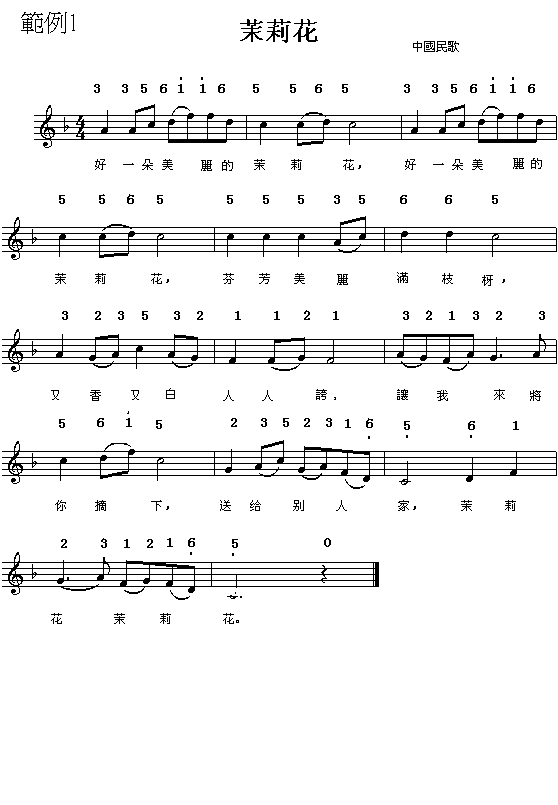 範例1
茉莉花
中國民歌
3 3 5 6 i i 6 5 5 6 5 3 3 5 6 i i 6
4
4
好 一 朵 美 麗 的 茉 莉 花, 好 一 朵 美 麗 的
5 5 6 5 5 5 5 3 5 6 6 5
茉 莉 花, 芬 芳 美 麗 滿 枝 枒,
3 2 3 5 3 2 1 1 2 1 3 2 1 3 2 3
又 香 又 白 人 人 誇, 讓 我 來 將
5 6 i 5 2 3 5 2 3 1 6̣ 5̣ 6̣ 1
你 摘 下, 送 给 別 人 家, 茉 莉
2 3 1 2 1 6̣ 5̣ 0
花 茉 莉 花。